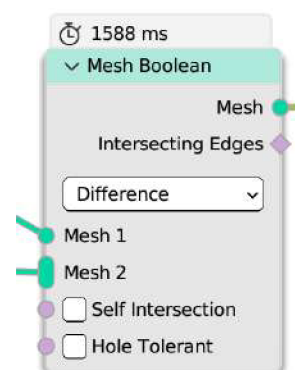 1588 ms
Mesh Boolean
Mesh
Intersecting Edges
Difference
Mesh 1
Mesh 2
Self Intersection
Hole Tolerant